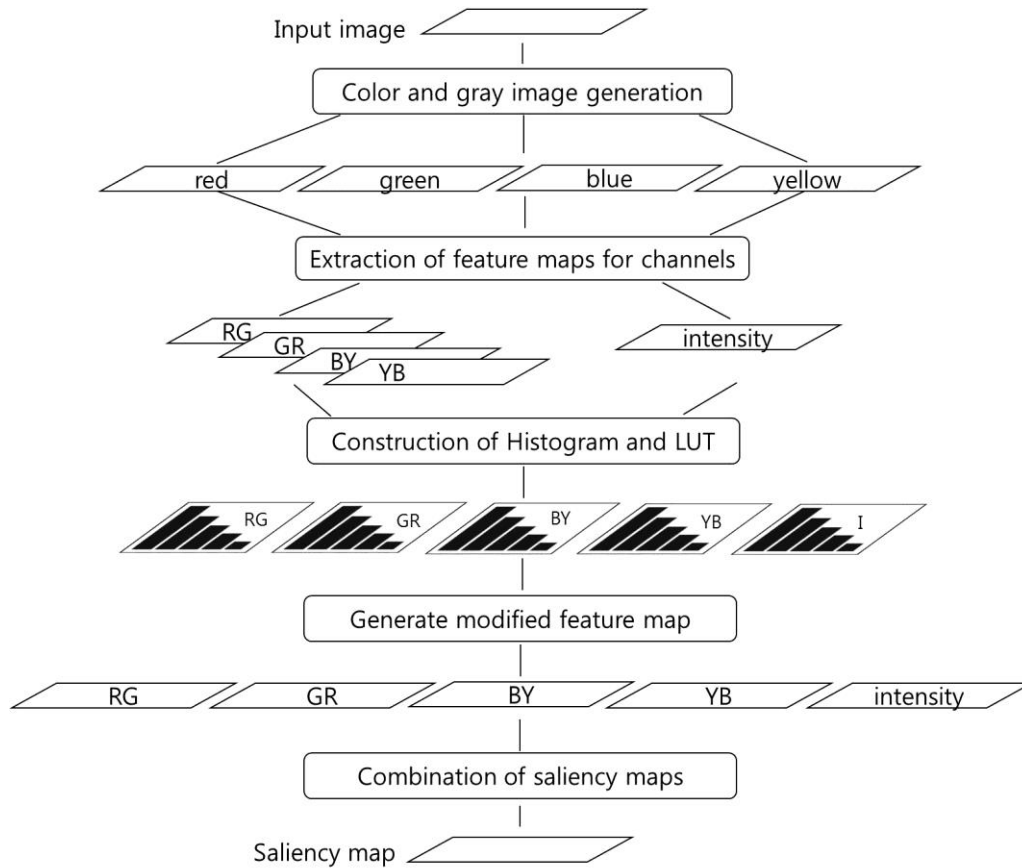 Input image
Color and gray image generation
red
green
blue
yellow
Extraction of feature maps for channels
RG
GR
BY
YB
intensity
Construction of Histogram and LUT
RG
GR
BY
YB
I
Generate modified feature map
RG
GR
BY
YB
intensity
Combination of saliency maps
Saliency map